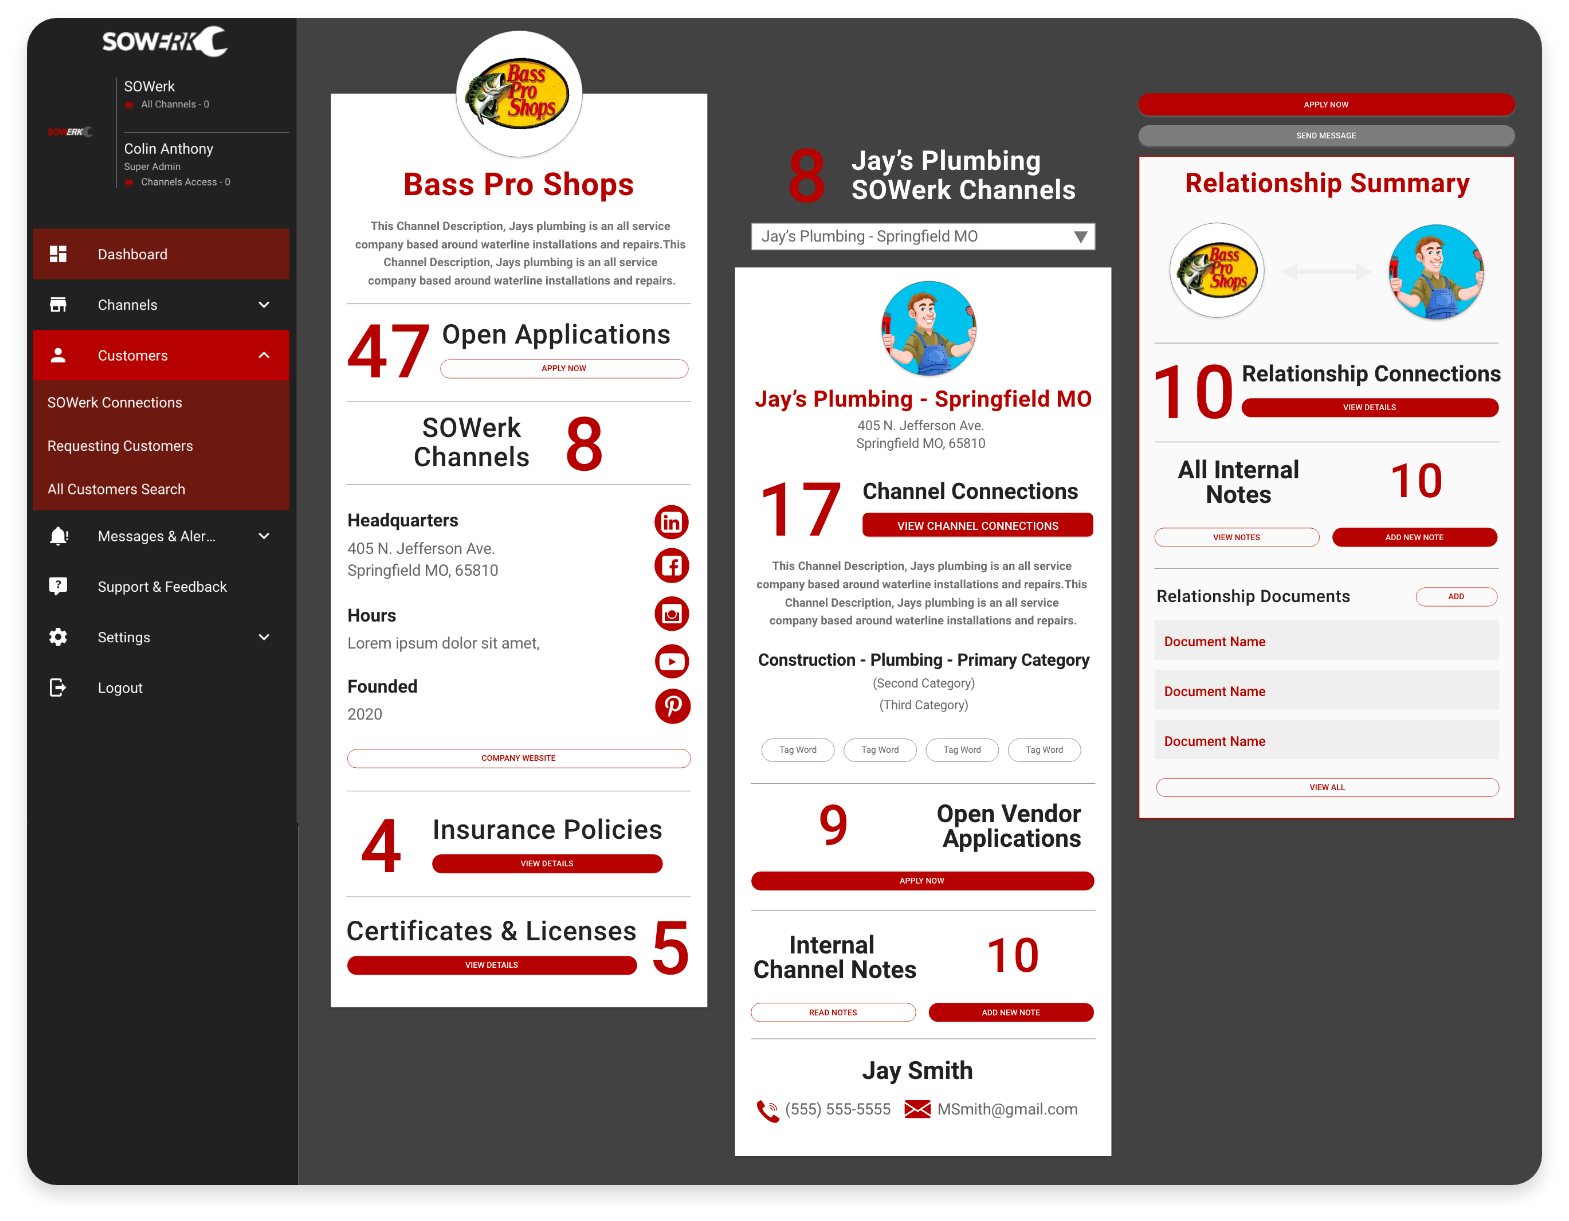 SOWERK
SOWerk
All Channels - 0
SOWERK
Colin Anthony
Super Admin
Channels Access - 0
Dashboard
Channels
Customers
SOWerk Connections
Requesting Customers
All Customers Search
Messages & Aler...
Support & Feedback
Settings
Logout
Bass
Pro
Shops
Bass Pro Shops
This Channel Description, Jays plumbing is an all service
company based around waterline installations and repairs.This
Channel Description, Jays plumbing is an all service
company based around waterline installations and repairs.
47 Open Applications
APPLY NOW
SOWerk
Channels
8
Headquarters
405 N. Jefferson Ave.
Springfield MO, 65810
Hours
Lorem ipsum dolor sit amet,
Founded
2020
COMPANY WEBSITE
4 Insurance Policies
VIEW DETAILS
Certificates & Licenses 5
VIEW DETAILS
8
Jay’s Plumbing
SOWerk Channels
Jay’s Plumbing - Springfield MO
Jay’s Plumbing - Springfield MO
405 N. Jefferson Ave.
Springfield MO, 65810
17 Channel Connections
VIEW CHANNEL CONNECTIONS
This Channel Description, Jays plumbing is an all service
company based around waterline installations and repairs.This
Channel Description, Jays plumbing is an all service
company based around waterline installations and repairs.
Construction - Plumbing - Primary Category
(Second Category)
(Third Category)
Tag Word Tag Word Tag Word Tag Word
9
Open Vendor
Applications
APPLY NOW
Internal
Channel Notes
10
READ NOTES ADD NEW NOTE
Jay Smith
(555) 555-5555 MSmith@gmail.com
APPLY NOW
SEND MESSAGE
Relationship Summary
Bass
Pro
Shops
10 Relationship Connections
VIEW DETAILS
All Internal
Notes
10
VIEW NOTES ADD NEW NOTE
Relationship Documents ADD
Document Name
Document Name
Document Name
VIEW ALL